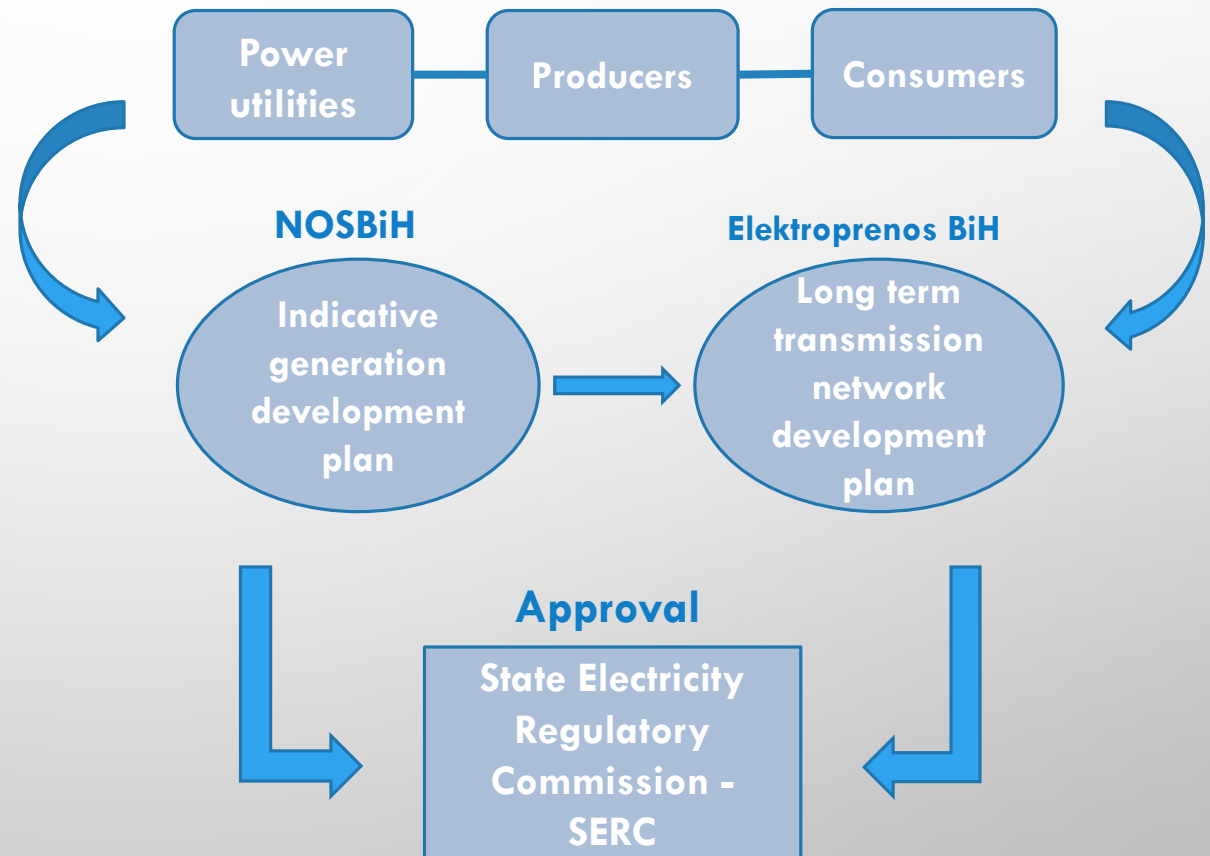 Power
utilities
Producers
Consumers
NOSBiH
Elektroprenos BiH
Indicative
generation
development
plan
Long term
transmission
network
development
plan
Approval
State Electricity
Regulatory
Commission -
SERC